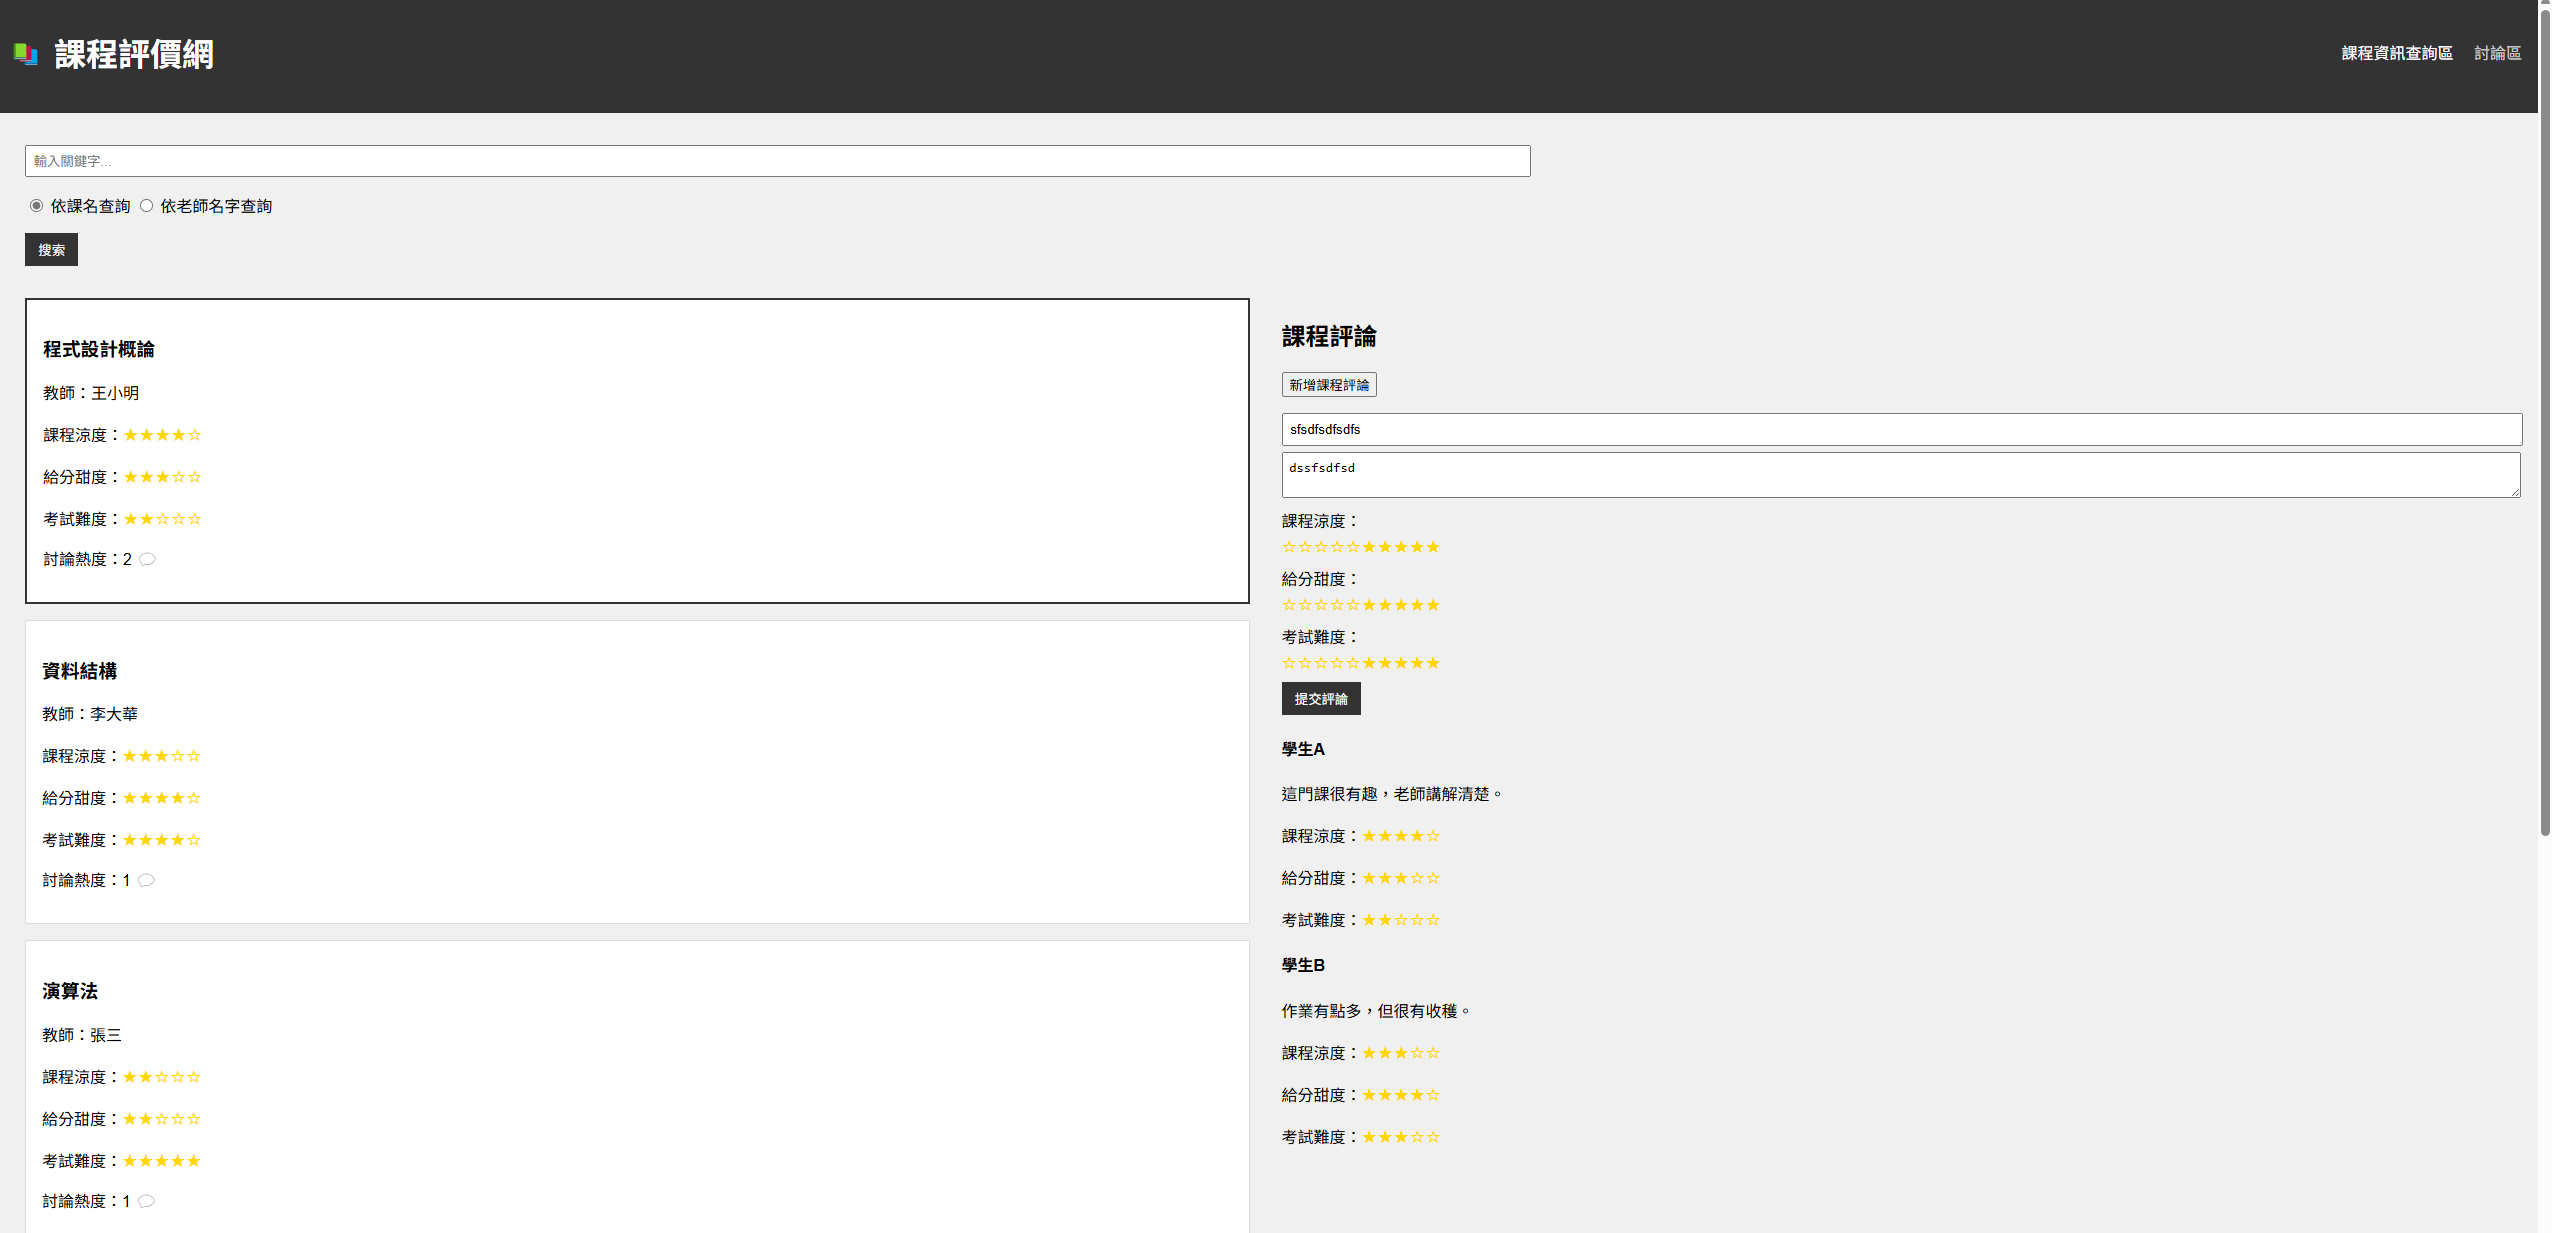 課程評價網
課程資訊查詢區 討論區
輸入關鍵字...
依課名查詢 依老師名字查詢
搜索
程式設計概論
教師：王小明
課程涼度：★★★★☆
給分甜度：★★★☆☆
考試難度：★★☆☆☆
討論熱度：2
資料結構
教師：李大華
課程涼度：★★★☆☆
給分甜度：★★★★☆
考試難度：★★★★☆
討論熱度：1
演算法
教師：張三
課程涼度：★★☆☆☆
給分甜度：★★☆☆☆
考試難度：★★★★★
討論熱度：1
課程評論
新增課程評論
sfsdfsdfsdfs
dssfsdfsd
課程涼度：
☆☆☆☆☆★★★★★
給分甜度：
☆☆☆☆☆★★★★★
考試難度：
☆☆☆☆☆★★★★★
提交評論
學生A
這門課很有趣，老師講解清楚。
課程涼度：★★★★☆
給分甜度：★★★☆☆
考試難度：★★☆☆☆
學生B
作業有點多，但很有收穫。
課程涼度：★★★☆☆
給分甜度：★★★★☆
考試難度：★★★☆☆